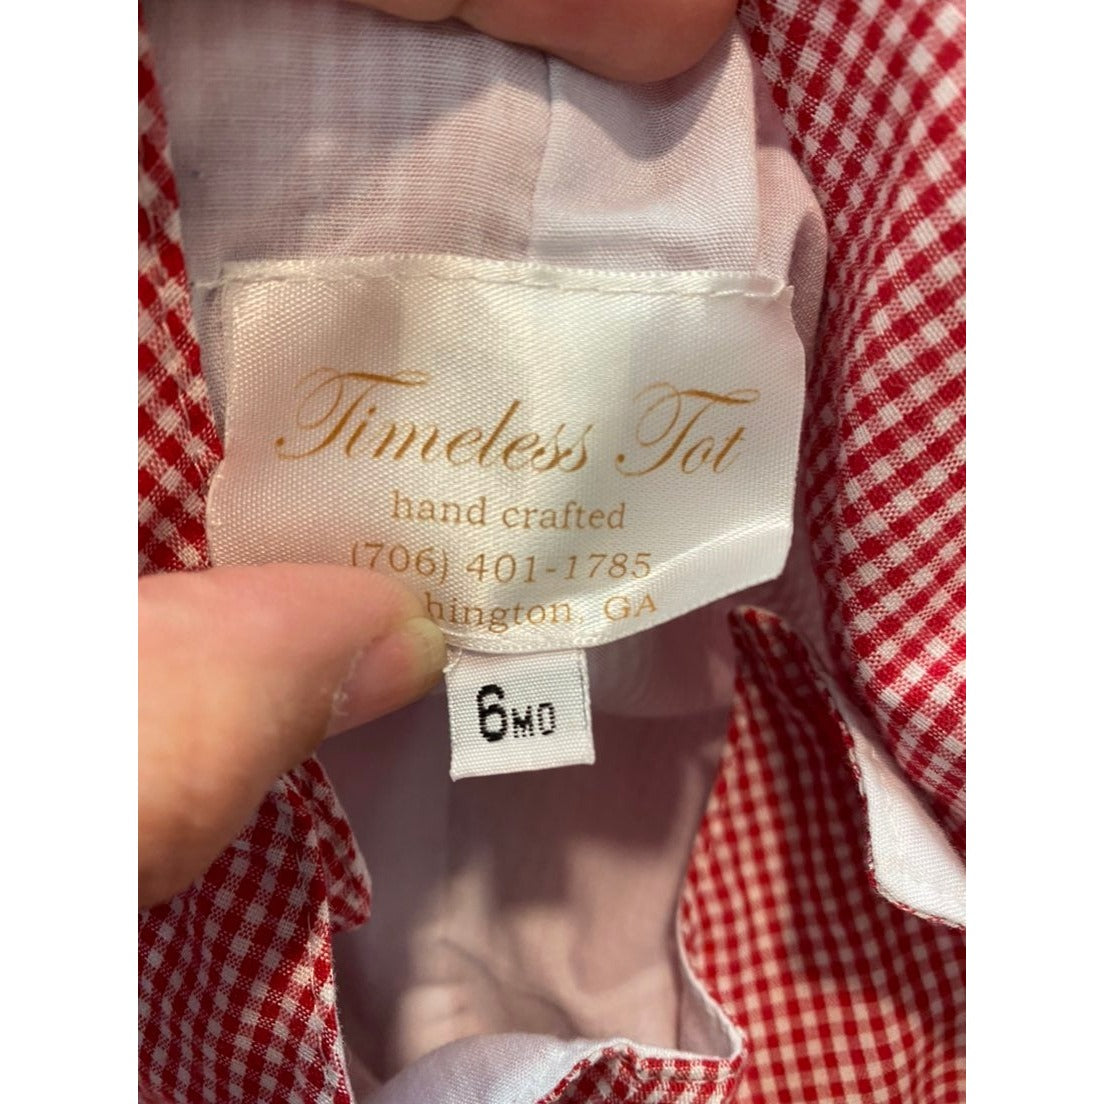 Timeless Tot
hand crafted
(706) 401-1785
hington, GA
6MO